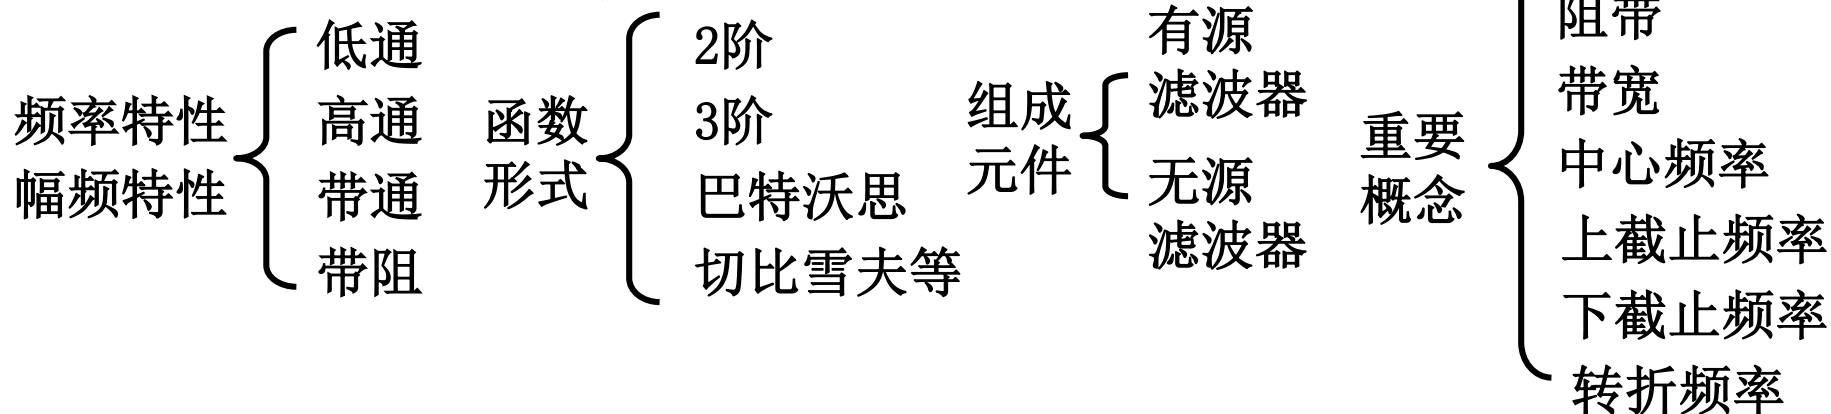 频率特性
幅频特性
低通
高通
带通
带阻
函数
形式
2阶
3阶
巴特沃思
切比雪夫等
组成
元件
有源
滤波器
无源
滤波器
重要
概念
阻带
带宽
中心频率
上截止频率
下截止频率
转折频率